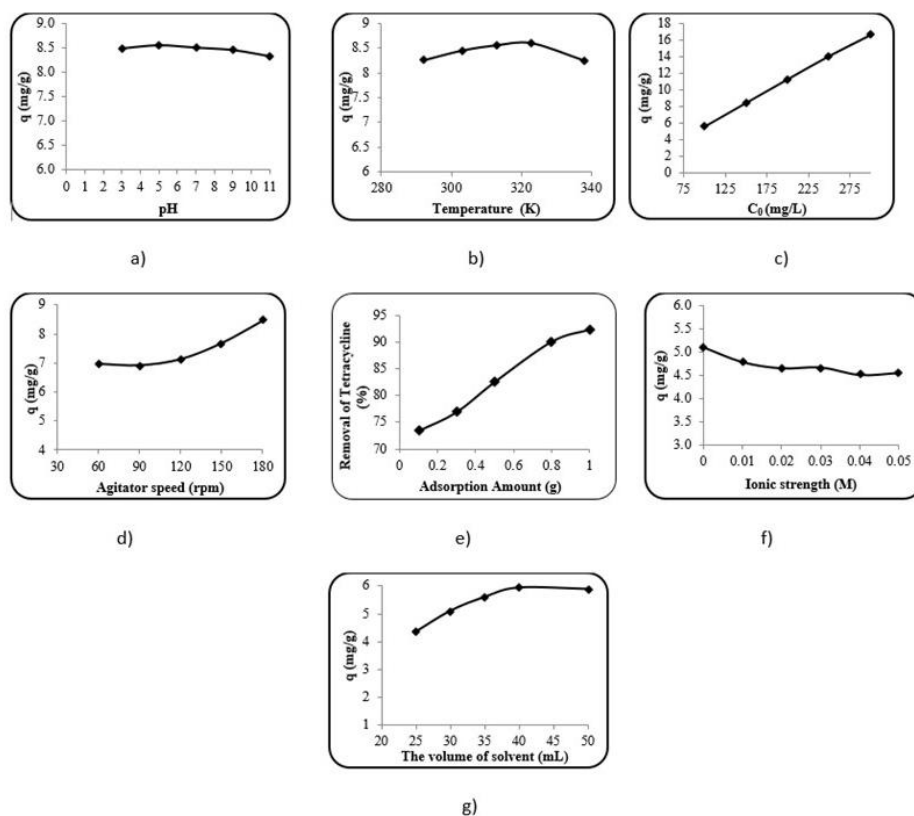 9.0
8.5
8.0
7.5
7.0
6.5
6.0
q (mg/g)
0 1 2 3 4 5 6 7 8 9 10 11
pH
a)
9
8.5
8
7.5
7
6.5
6
q (mg/g)
280 300 320 340
Temperature (K)
b)
18
16
14
12
10
8
6
4
2
0
q (mg/g)
75 125 175 225 275
C₀ (mg/L)
c)
9
8
7
6
5
4
q (mg/g)
30 60 90 120 150 180
Agitator speed (rpm)
d)
95
90
85
80
75
70
Removal of Tetracycline
(%)
0 0.2 0.4 0.6 0.8 1
Adsorption Amount (g)
e)
6.0
5.5
5.0
4.5
4.0
3.5
3.0
q (mg/g)
0 0.01 0.02 0.03 0.04 0.05
Ionic strength (M)
f)
6
5
4
3
2
1
q (mg/g)
20 25 30 35 40 45 50
The volume of solvent (mL)
g)